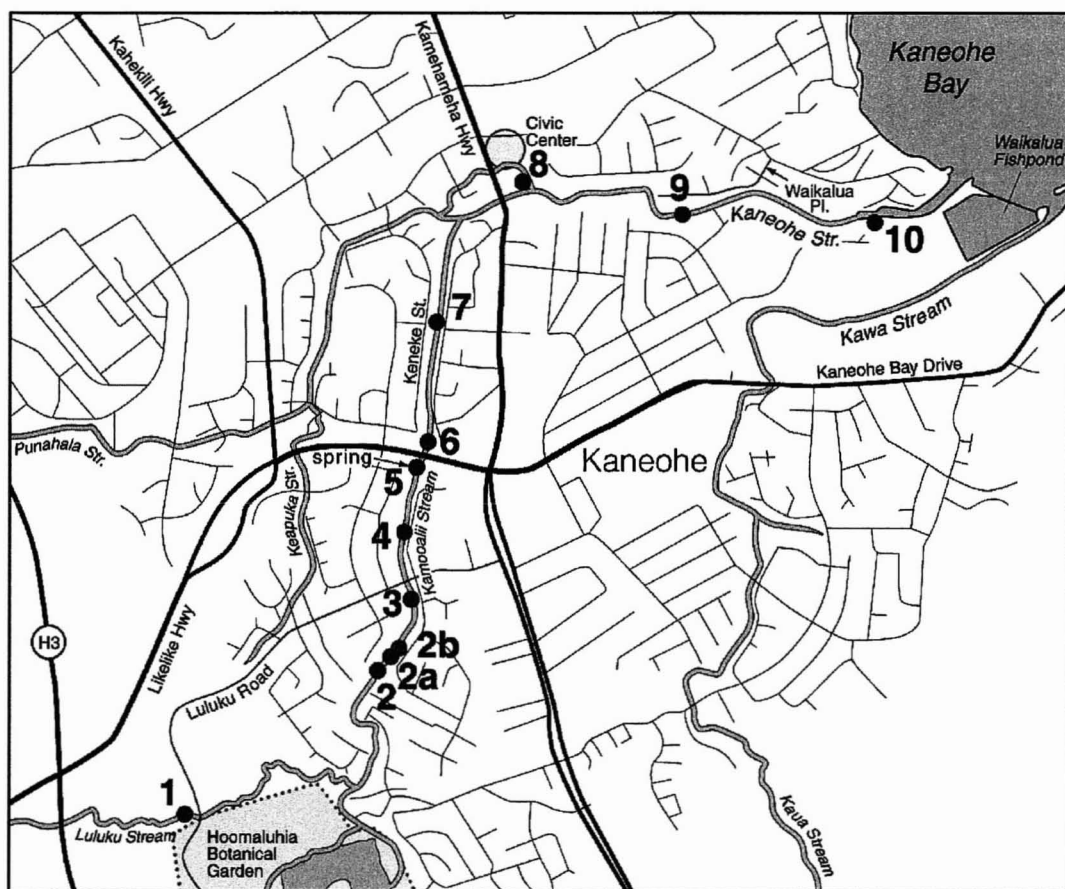 Kahekili Hwy
Kamehameha Hwy
Kaneohe
Bay
Civic
Center
8
Waikalua
Fishpond
9
Waikalua
Pl.
Kaneohe Str.
10
7
Keneke St.
Kawa Stream
Kaneohe Bay Drive
6
Punahala Str.
spring
5
Kaneohe
Keapuka Str.
Kamooalii Stream
4
3
H3
Likelike Hwy
2b
2a
2
Luluku Road
1
Luluku Stream
Hoomaluhia
Botanical
Garden
Kaua Stream